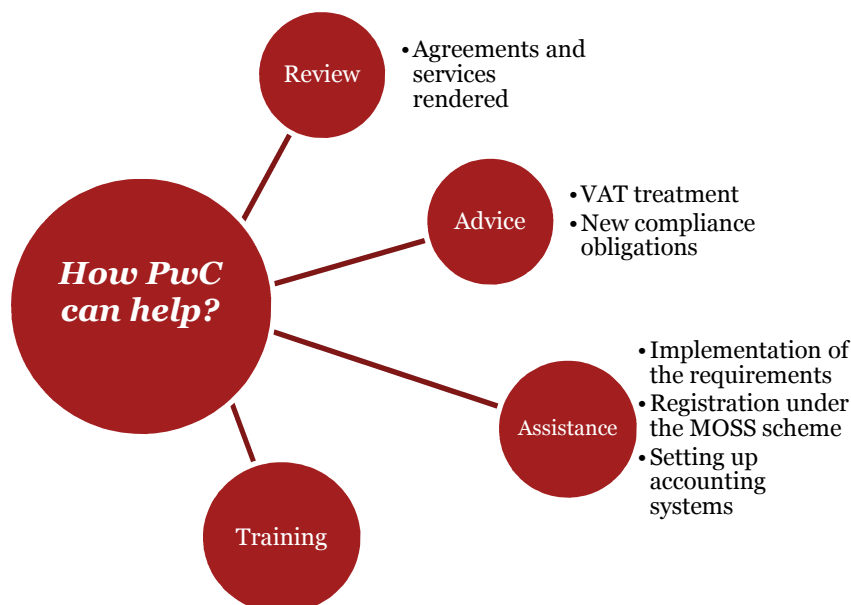 Review
• Agreements and
services
rendered
Advice
• VAT treatment
• New compliance
obligations
How PwC
can help?
Assistance
• Implementation of
the requirements
• Registration under
the MOSS scheme
• Setting up
accounting
systems
Training